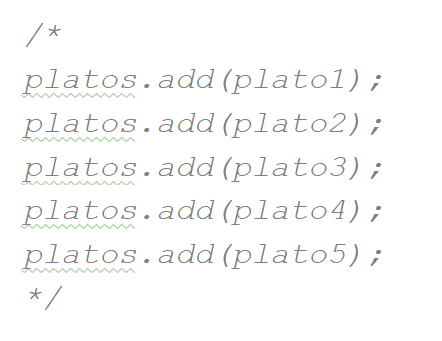 /*
platos.add(plato1);
platos.add(plato2);
platos.add(plato3);
platos.add(plato4);
platos.add(plato5);
*/